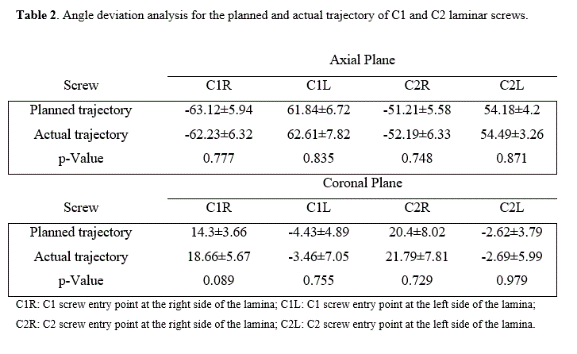 Table 2. Angle deviation analysis for the planned and actual trajectory of C1 and C2 laminar screws.
Axial Plane
Screw C1R C1L C2R C2L
Planned trajectory -63.12±5.94 61.84±6.72 -51.21±5.58 54.18±4.2
Actual trajectory -62.23±6.32 62.61±7.82 -52.19±6.33 54.49±3.26
p-Value 0.777 0.835 0.748 0.871
Coronal Plane
Screw C1R C1L C2R C2L
Planned trajectory 14.3±3.66 -4.43±4.89 20.4±8.02 -2.62±3.79
Actual trajectory 18.66±5.67 -3.46±7.05 21.79±7.81 -2.69±5.99
p-Value 0.089 0.755 0.729 0.979
C1R: C1 screw entry point at the right side of the lamina; C1L: C1 screw entry point at the left side of the lamina;
C2R: C2 screw entry point at the right side of the lamina; C2L: C2 screw entry point at the left side of the lamina.